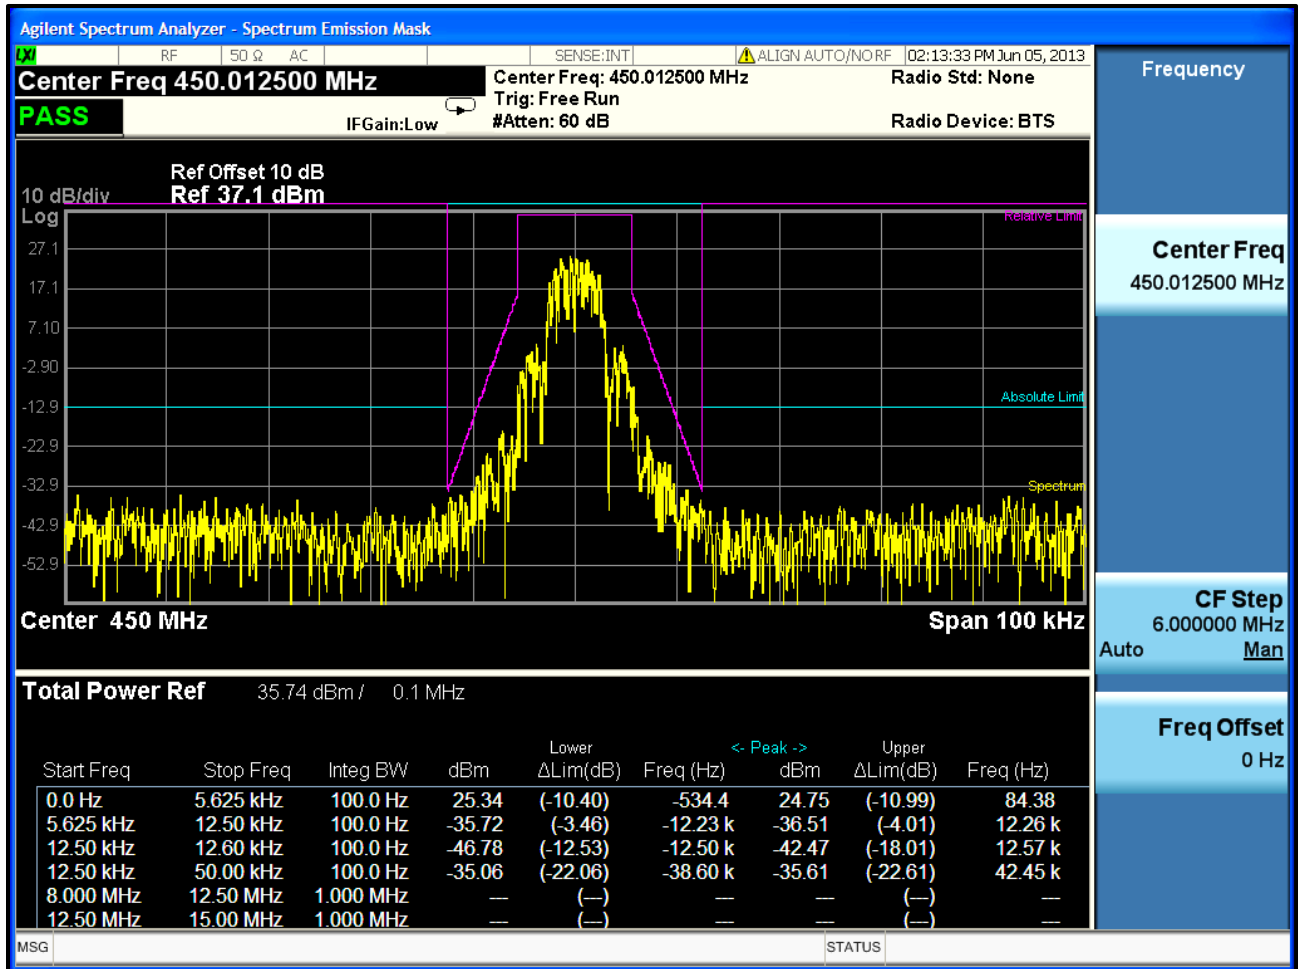 Agilent Spectrum Analyzer - Spectrum Emission Mask
LXI RF 50 Ω AC SENSE:INT ALIGN AUTO/NO RF 02:13:33 PM Jun 05, 2013
Center Freq 450.012500 MHz
Center Freq: 450.012500 MHz
Radio Std: None
Trig: Free Run
PASS
IFGain:Low
#Atten: 60 dB
Radio Device: BTS
Ref Offset 10 dB
10 dB/div Ref 37.1 dBm
Log
Relative Limit
27.1
17.1
7.10
-2.90
Absolute Limit
-12.9
-22.9
-32.9
Spectrum
-42.9
-52.9
Center 450 MHz Span 100 kHz
Total Power Ref 35.74 dBm / 0.1 MHz
Lower <- Peak -> Upper
Start Freq Stop Freq Integ BW dBm ΔLim(dB) Freq (Hz) dBm ΔLim(dB) Freq (Hz)
0.0 Hz 5.625 kHz 100.0 Hz 25.34 (-10.40) -534.4 24.75 (-10.99) 84.38
5.625 kHz 12.50 kHz 100.0 Hz -35.72 (-3.46) -12.23 k -36.51 (-4.01) 12.26 k
12.50 kHz 12.60 kHz 100.0 Hz -46.78 (-12.53) -12.50 k -42.47 (-18.01) 12.57 k
12.50 kHz 50.00 kHz 100.0 Hz -35.06 (-22.06) -38.60 k -35.61 (-22.61) 42.45 k
8.000 MHz 12.50 MHz 1.000 MHz --- (---) --- --- (---) ---
12.50 MHz 15.00 MHz 1.000 MHz --- (---) --- --- (---) ---
MSG STATUS
Frequency
Center Freq
450.012500 MHz
CF Step
6.000000 MHz
Auto Man
Freq Offset
0 Hz